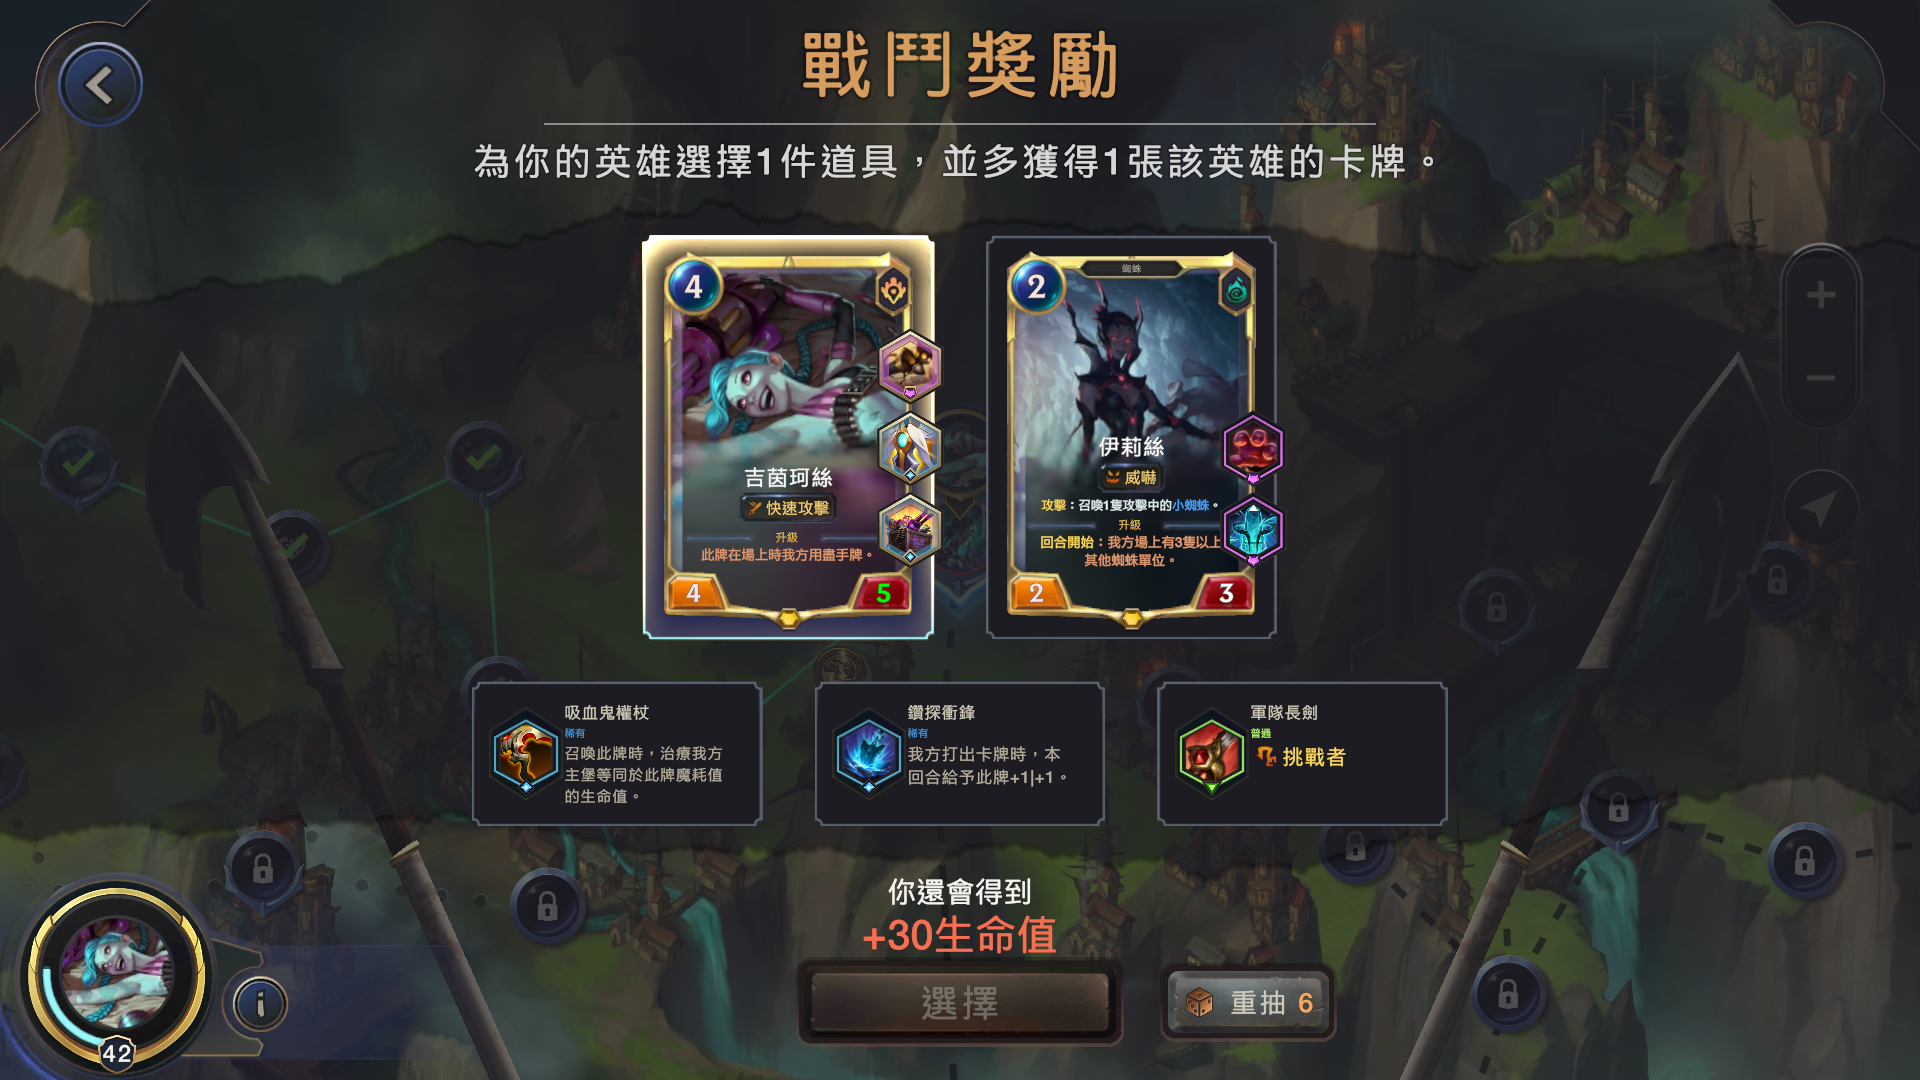 戰鬥獎勵
為你的英雄選擇1件道具，並多獲得1張該英雄的卡牌。
4
吉茵珂絲
快速攻擊
升級
此牌在場上時我方用盡手牌。
4
5
2
蜘蛛
伊莉絲
威嚇
攻擊：召喚1隻攻擊中的小蜘蛛。
升級
回合開始：我方場上有3隻以上
其他蜘蛛單位。
2
3
吸血鬼權杖
稀有
召喚此牌時，治療我方
主堡等同於此牌魔耗值
的生命值。
鑽探衝鋒
稀有
我方打出卡牌時，本
回合給予此牌+1|+1。
軍隊長劍
普通
挑戰者
你還會得到
+30生命值
選擇
重抽 6
42